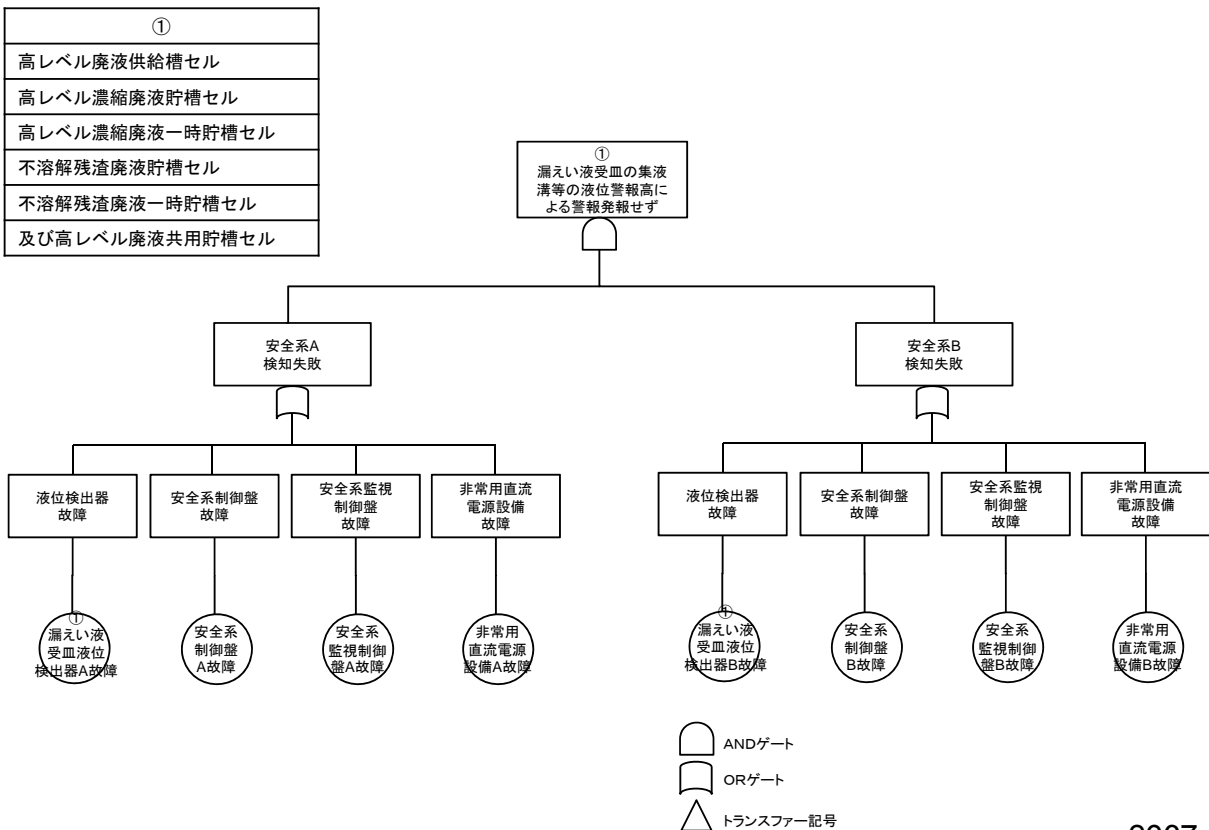 ①
高レベル廃液供給槽セル
高レベル濃縮廃液貯槽セル
高レベル濃縮廃液一時貯槽セル
不溶解残渣廃液貯槽セル
不溶解残渣廃液一時貯槽セル
及び高レベル廃液共用貯槽セル
①
漏えい液受皿の集液
溝等の液位警報高に
よる警報発報せず
安全系A
検知失敗
安全系B
検知失敗
液位検出器
故障
安全系制御盤
故障
安全系監視
制御盤
故障
非常用直流
電源設備
故障
液位検出器
故障
安全系制御盤
故障
安全系監視
制御盤
故障
非常用直流
電源設備
故障
①
漏えい液
受皿液位
検出器A故障
安全系
制御盤
A故障
安全系
監視制御
盤A故障
非常用
直流電源
設備A故障
①
漏えい液
受皿液位
検出器B故障
安全系
制御盤
B故障
安全系
監視制御
盤B故障
非常用
直流電源
設備B故障
ANDゲート
ORゲート
トランスファー記号